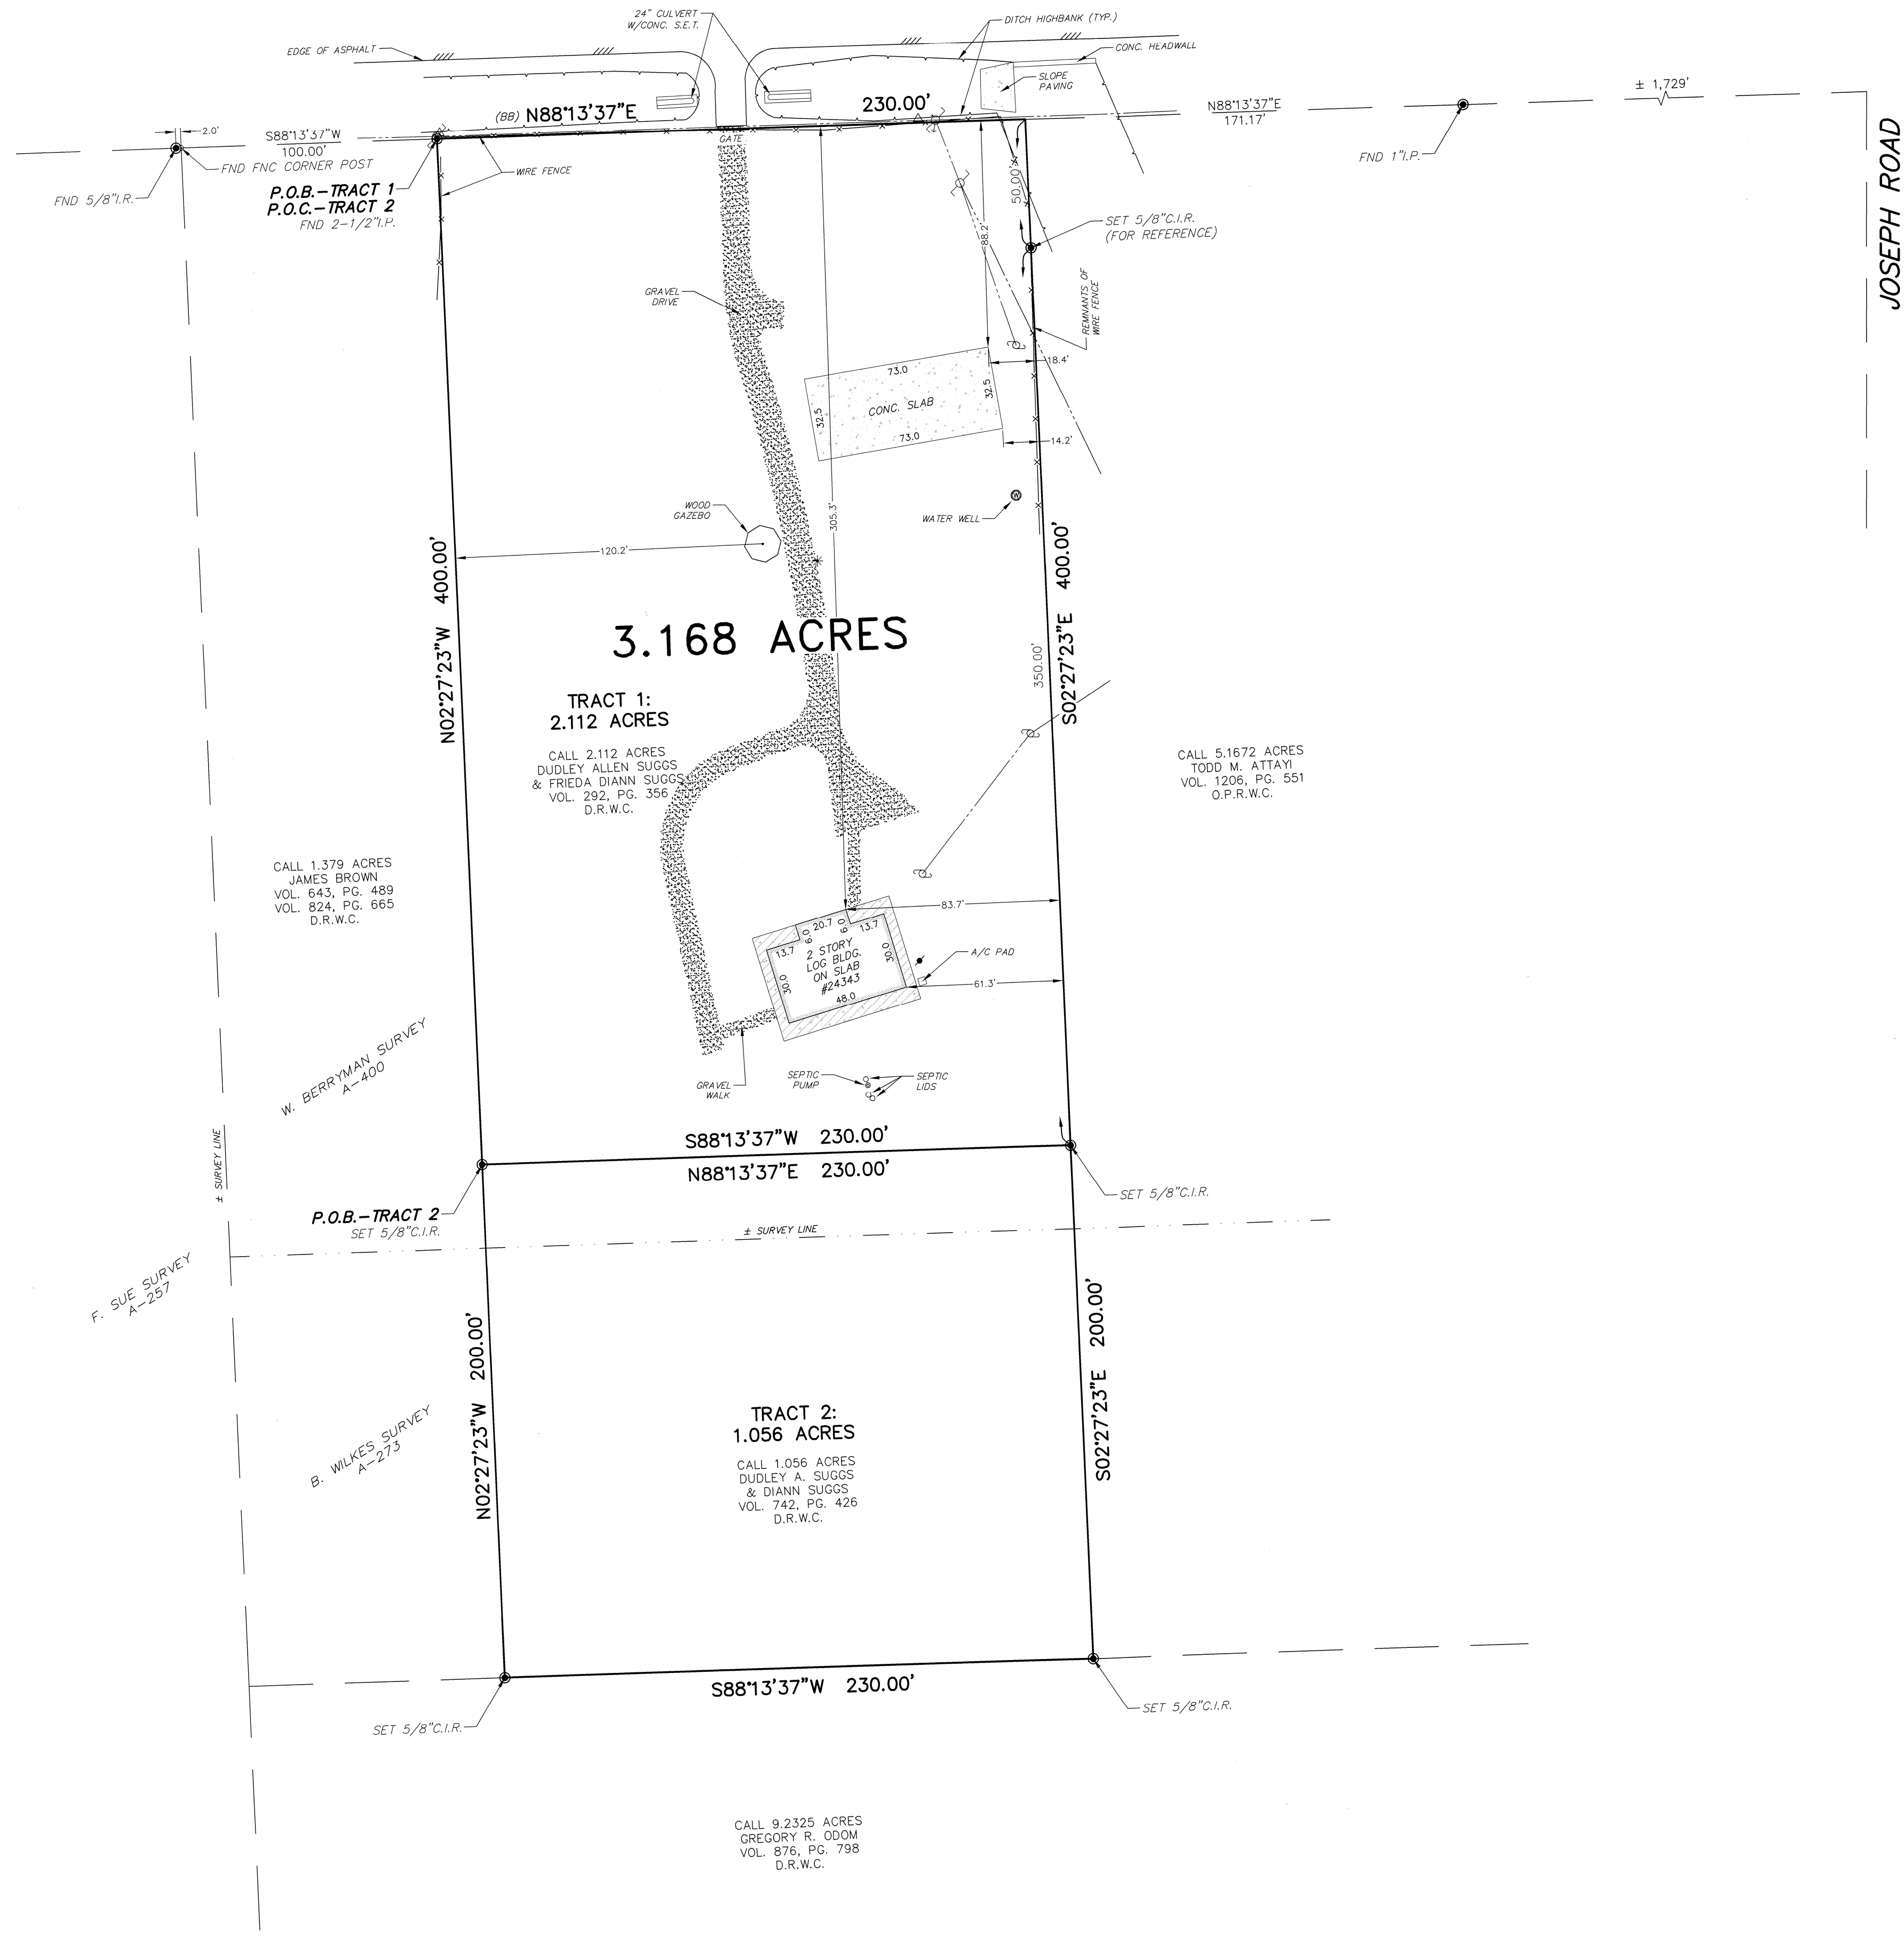 24" CULVERT
W/CONC. S.E.T.
DITCH HIGHBANK (TYP.)
EDGE OF ASPHALT
CONC. HEADWALL
SLOPE
PAVING
± 1,729'
(BB) N88°13'37"E 230.00'
N88°13'37"E
171.17'
2.0'
S88°13'37"W
100.00'
GATE
FND FNC CORNER POST
WIRE FENCE
FND 1"I.P.
JOSEPH ROAD
FND 5/8"I.R.
P.O.B.-TRACT 1
P.O.C.-TRACT 2
FND 2-1/2"I.P.
50.00'
88.2'
SET 5/8"C.I.R.
(FOR REFERENCE)
GRAVEL
DRIVE
REMNANTS OF
WIRE FENCE
18.4'
73.0
32.5
CONC. SLAB
32.5
73.0
14.2'
WOOD
GAZEBO
305.3'
W
WATER WELL
120.2'
N02°27'23"W 400.00'
S02°27'23"E 400.00'
350.00'
3.168 ACRES
TRACT 1:
2.112 ACRES
CALL 2.112 ACRES
DUDLEY ALLEN SUGGS
& FRIEDA DIANN SUGGS
VOL. 292, PG. 356
D.R.W.C.
CALL 5.1672 ACRES
TODD M. ATTAYI
VOL. 1206, PG. 551
O.P.R.W.C.
CALL 1.379 ACRES
JAMES BROWN
VOL. 643, PG. 489
VOL. 824, PG. 665
D.R.W.C.
83.7'
20.7
6.0
6.0
13.7
13.7
2 STORY
LOG BLDG.
ON SLAB
#24343
30.0
30.0
48.0
A/C PAD
61.3'
W. BERRYMAN SURVEY
A-400
GRAVEL
WALK
SEPTIC
PUMP
SEPTIC
LIDS
± SURVEY LINE
S88°13'37"W 230.00'
N88°13'37"E 230.00'
P.O.B.-TRACT 2
SET 5/8"C.I.R.
SET 5/8"C.I.R.
± SURVEY LINE
F. SUE SURVEY
A-257
N02°27'23"W 200.00'
S02°27'23"E 200.00'
B. WILKES SURVEY
A-273
TRACT 2:
1.056 ACRES
CALL 1.056 ACRES
DUDLEY A. SUGGS
& DIANN SUGGS
VOL. 742, PG. 426
D.R.W.C.
S88°13'37"W 230.00'
SET 5/8"C.I.R.
SET 5/8"C.I.R.
CALL 9.2325 ACRES
GREGORY R. ODOM
VOL. 876, PG. 798
D.R.W.C.